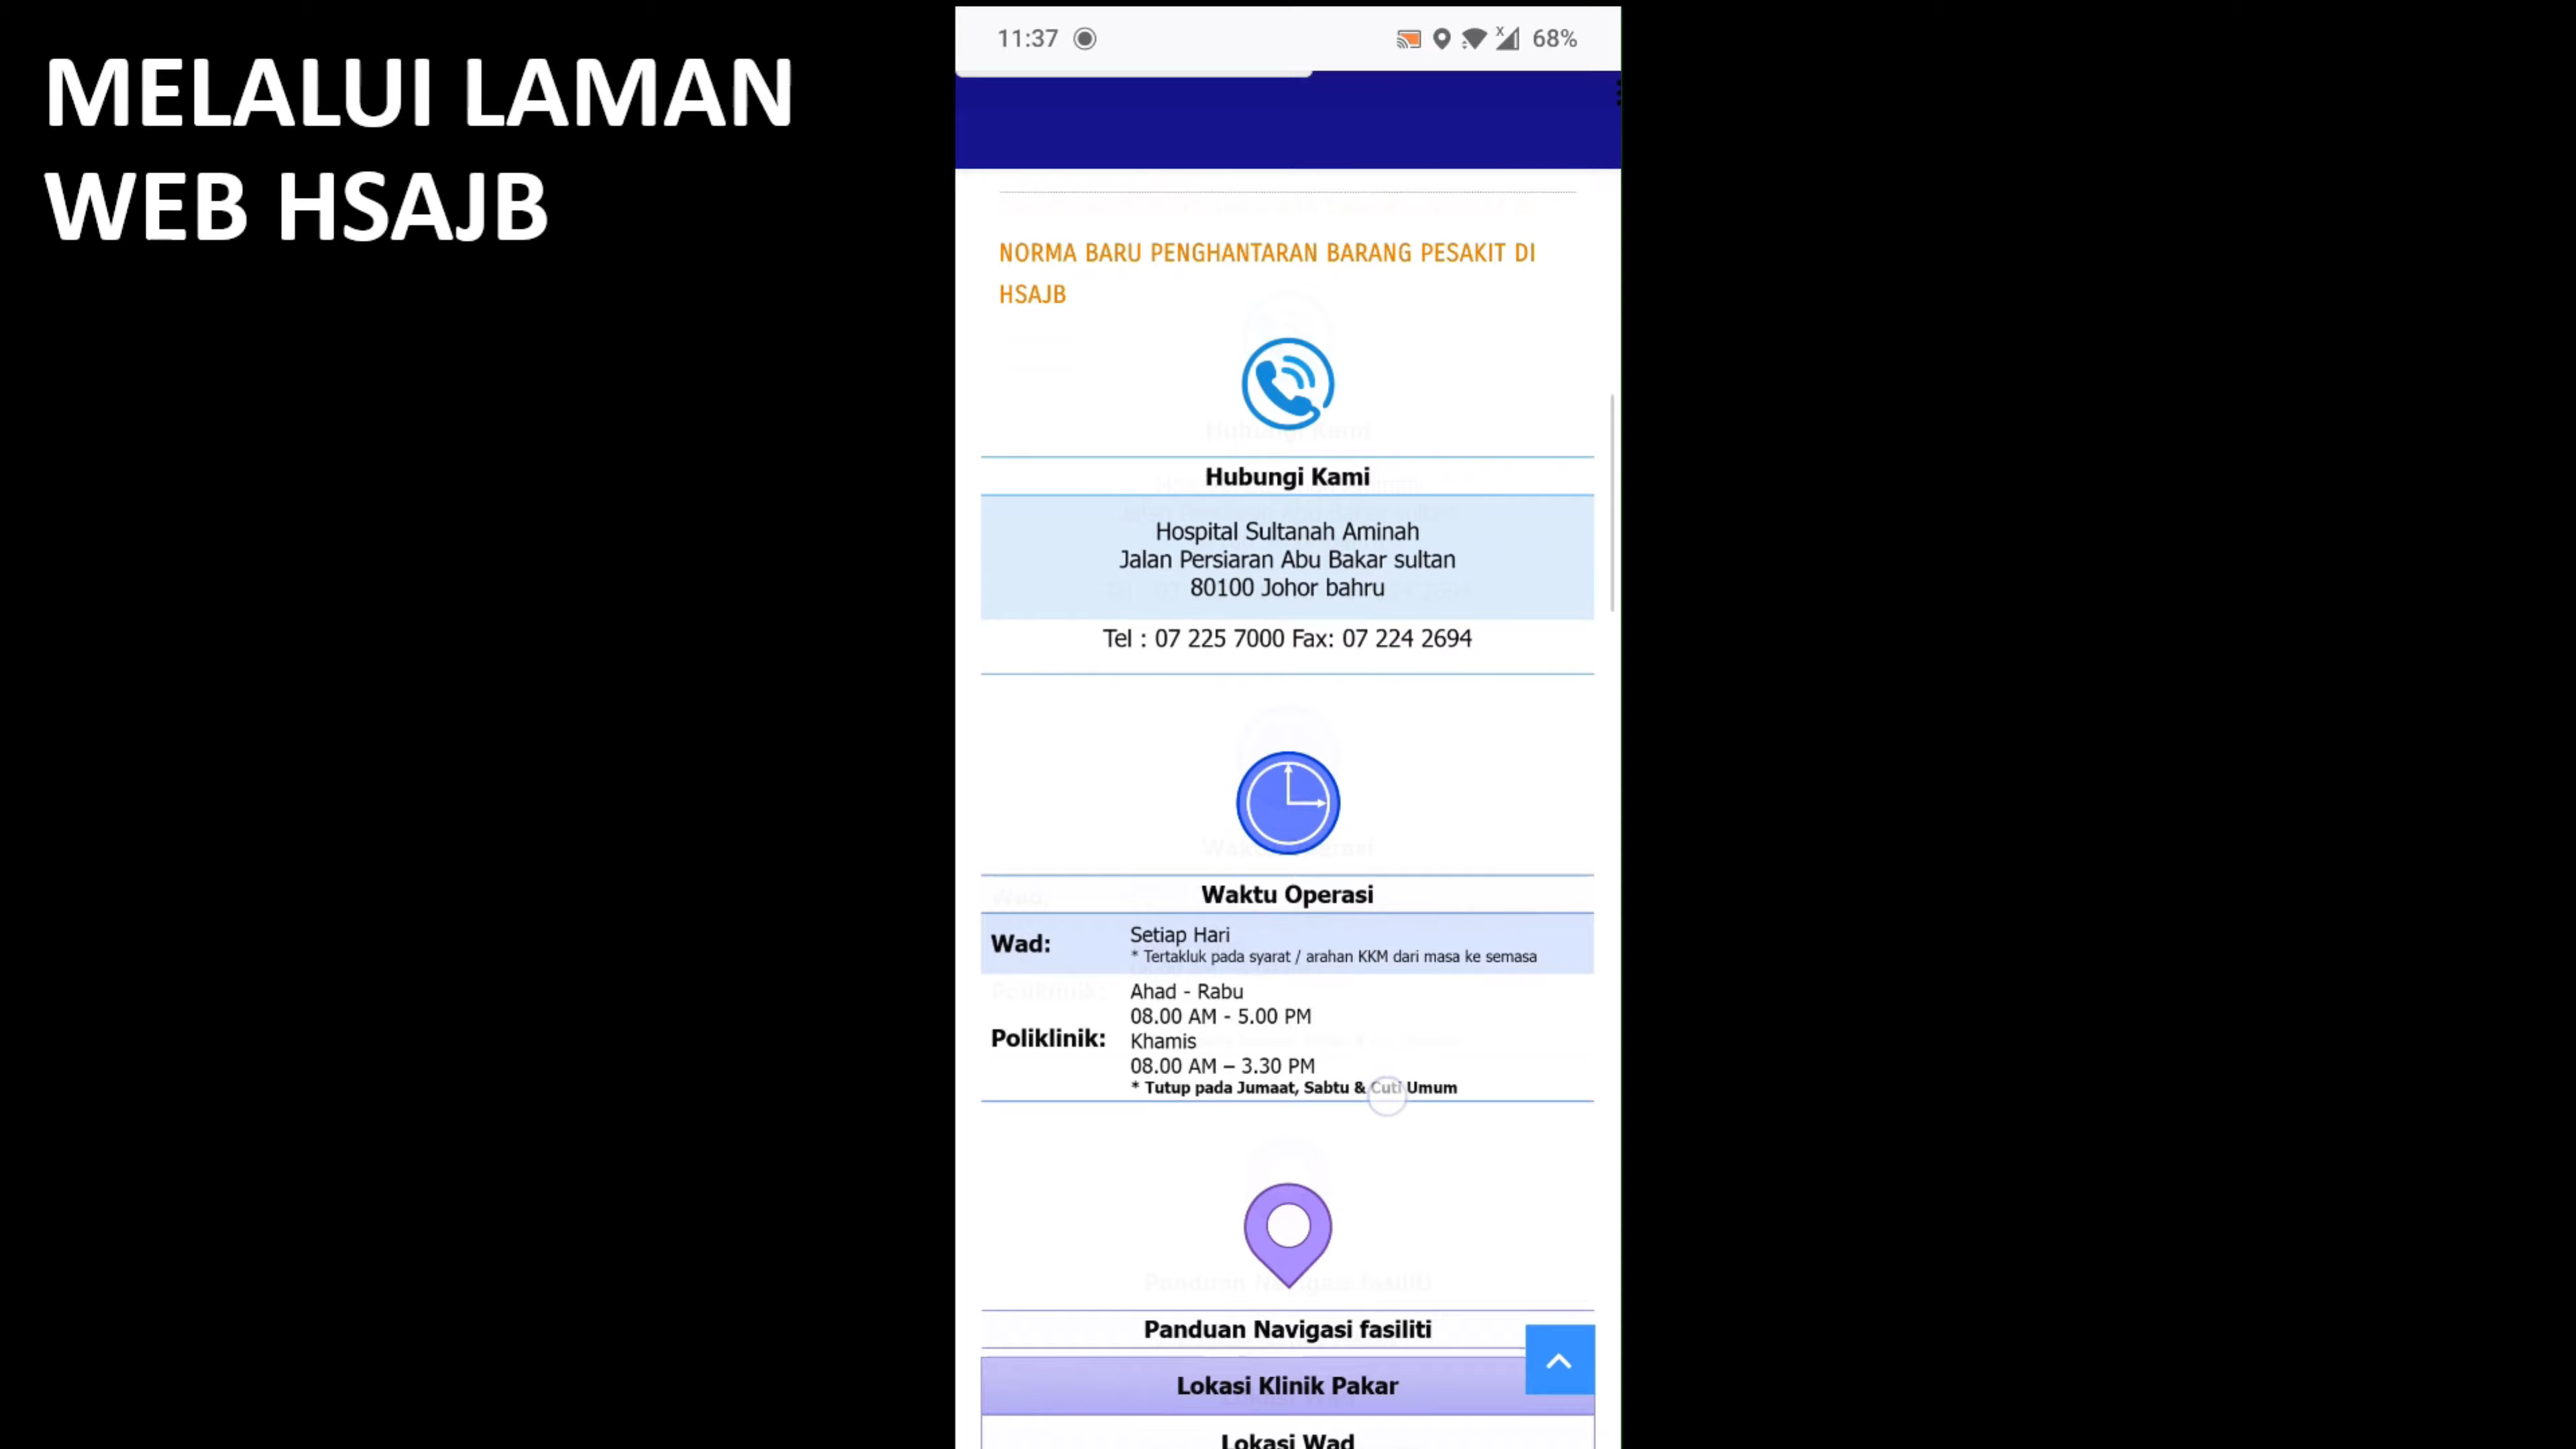 MELALUI LAMAN
WEB HSAJB
11:37
68%
NORMA BARU PENGHANTARAN BARANG PESAKIT DI
HSAJB
Hubungi Kami
Hospital Sultanah Aminah
Jalan Persiaran Abu Bakar sultan
80100 Johor bahru
Tel : 07 225 7000 Fax: 07 224 2694
Waktu Operasi
Wad:
Setiap Hari
* Tertakluk pada syarat / arahan KKM dari masa ke semasa
Poliklinik:
Ahad - Rabu
08.00 AM - 5.00 PM
Khamis
08.00 AM – 3.30 PM
* Tutup pada Jumaat, Sabtu & Cuti Umum
Panduan Navigasi fasiliti
Lokasi Klinik Pakar
Lokasi Wad